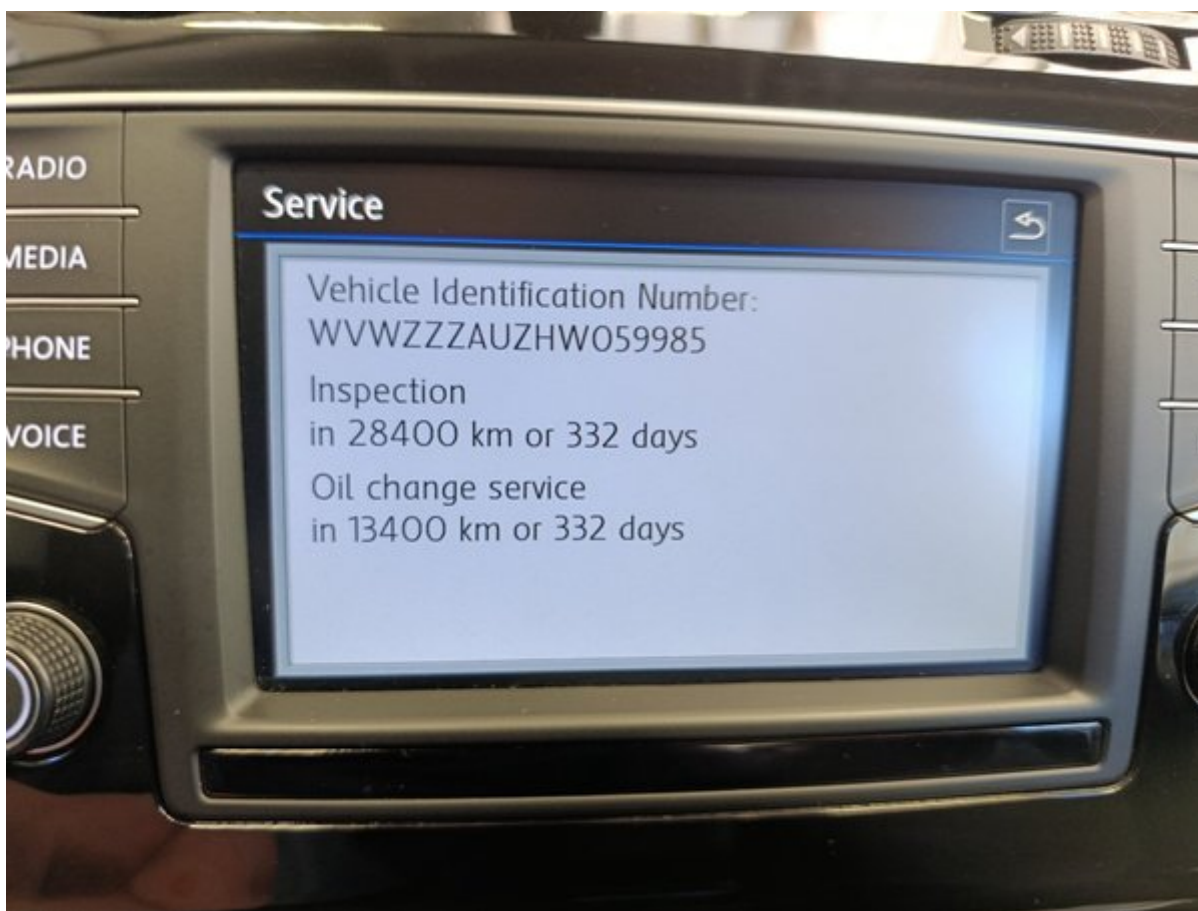 RADIO
MEDIA
PHONE
VOICE
Service
Vehicle Identification Number:
WVWZZZAUZHW059985
Inspection
in 28400 km or 332 days
Oil change service
in 13400 km or 332 days